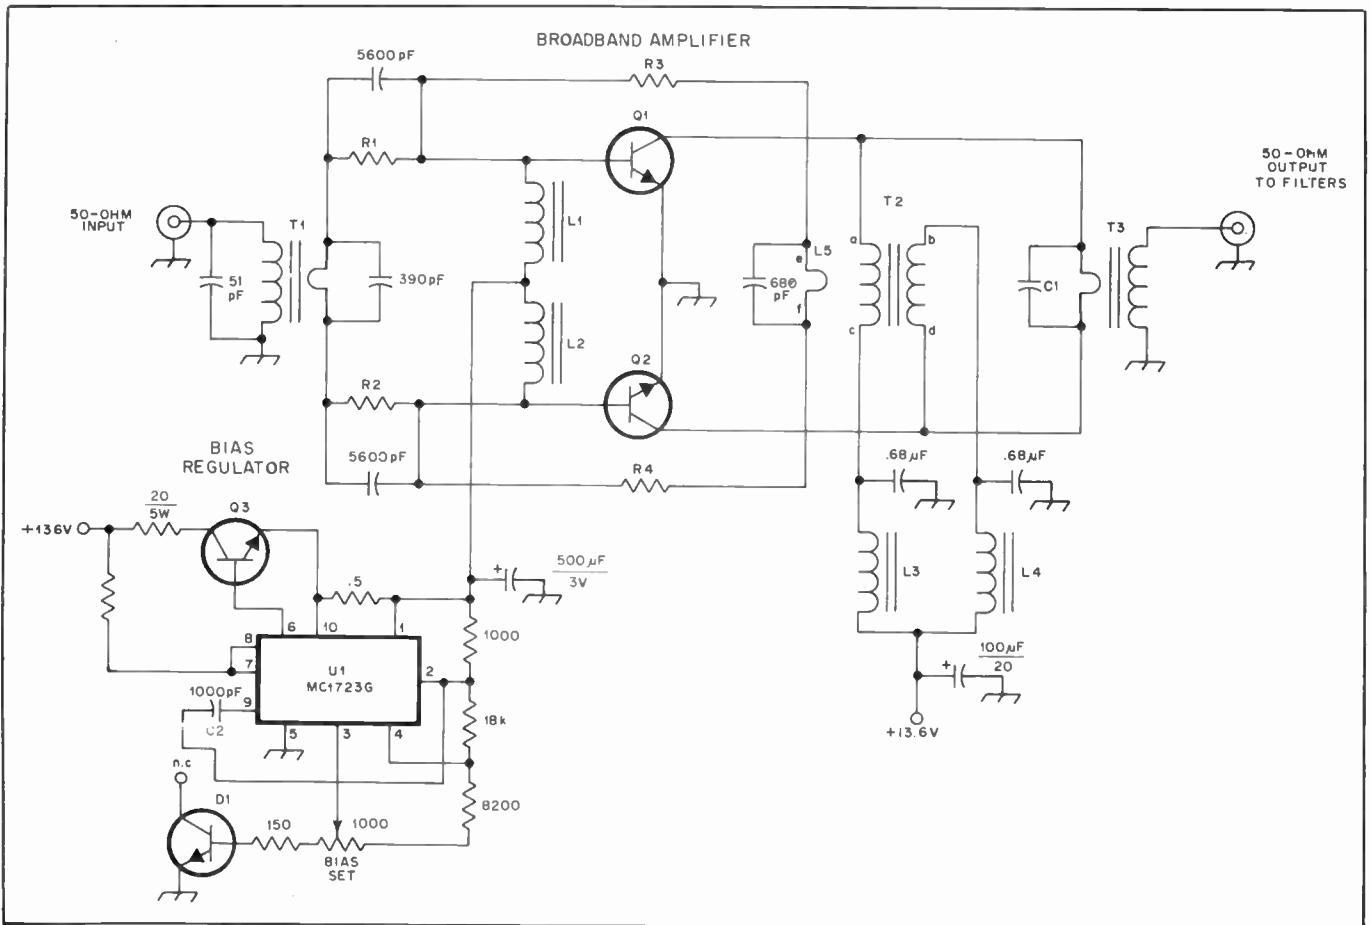 BROADBAND AMPLIFIER
5600pF
R3
Q1
R1
50-OHM
OUTPUT
TO FILTERS
50-OHM
INPUT
T1
L1
T2
T3
a
b
e
L5
51
pF
390pF
680
pF
C1
f
c
d
L2
Q2
R2
BIAS
REGULATOR
5600pF
R4
.68µF
.68µF
20
5W
Q3
+13.6V
500µF
3V
L3
L4
.5
6
10
1
8
7
1000
U1
MC1723G
2
100µF
20
1000pF
9
C2
18k
5
3
4
+13.6V
n.c
D1
8200
150
1000
BIAS
SET
+
+